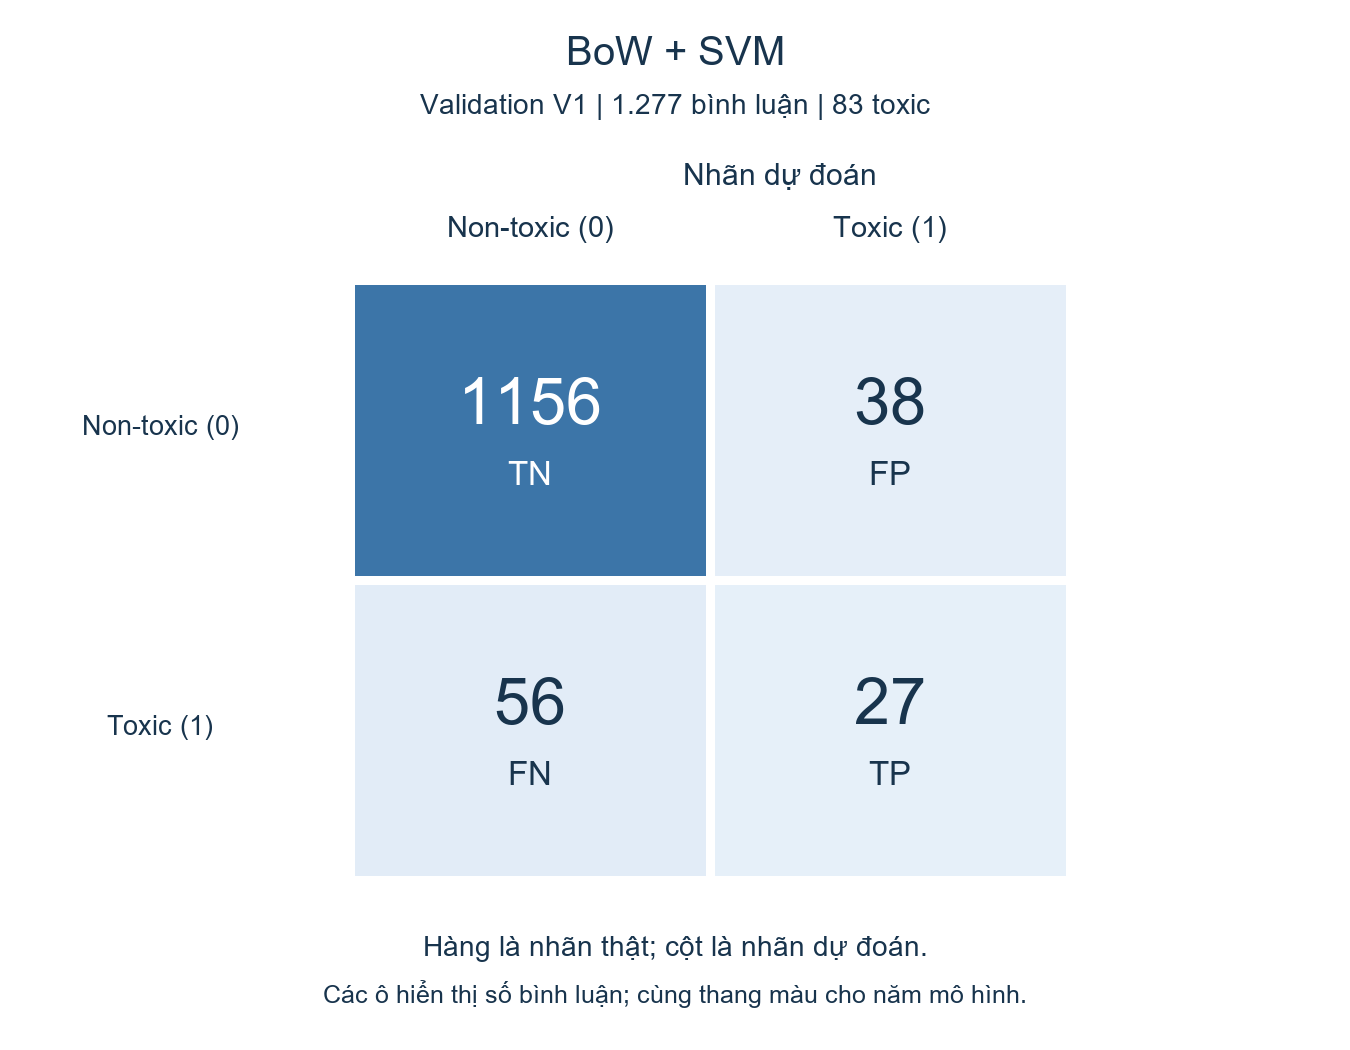 BoW + SVM
Validation V1 | 1.277 bình luận | 83 toxic
Nhãn dự đoán
Non-toxic (0) Toxic (1)
Non-toxic (0)
1156 38
TN FP
Toxic (1)
56 27
FN TP
Hàng là nhãn thật; cột là nhãn dự đoán.
Các ô hiển thị số bình luận; cùng thang màu cho năm mô hình.